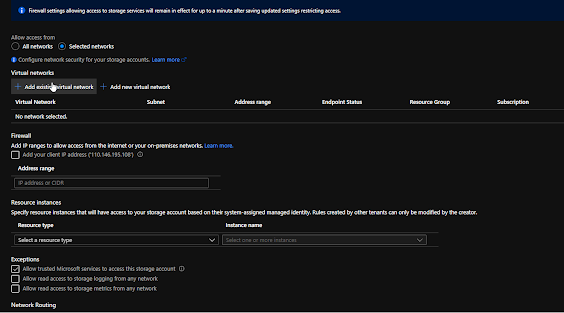 Firewall settings allowing access to storage services will remain in effect for up to a minute after saving updated settings restricting access.
Allow access from
All networks Selected networks
Configure network security for your storage accounts. Learn more
Virtual networks
+ Add existing virtual network + Add new virtual network
Virtual Network Subnet Address range Endpoint Status Resource Group Subscription
No network selected.
Firewall
Add IP ranges to allow access from the internet or your on-premises networks. Learn more.
Add your client IP address ('110.146.195.108')
Address range
IP address or CIDR
Resource instances
Specify resource instances that will have access to your storage account based on their system-assigned managed identity. Rules created by other tenants can only be modified by the creator.
Resource type Instance name
Select a resource type Select one or more instances
Exceptions
Allow trusted Microsoft services to access this storage account
Allow read access to storage logging from any network
Allow read access to storage metrics from any network
Network Routing